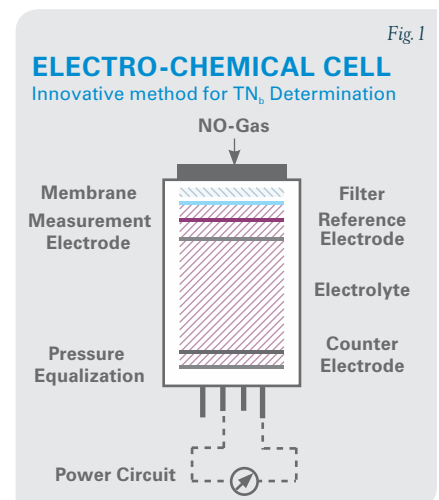 Fig. 1
ELECTRO-CHEMICAL CELL
Innovative method for TNb Determination
NO-Gas
Membrane
Filter
Measurement
Electrode
Reference
Electrode
Electrolyte
Pressure
Equalization
Counter
Electrode
Power Circuit